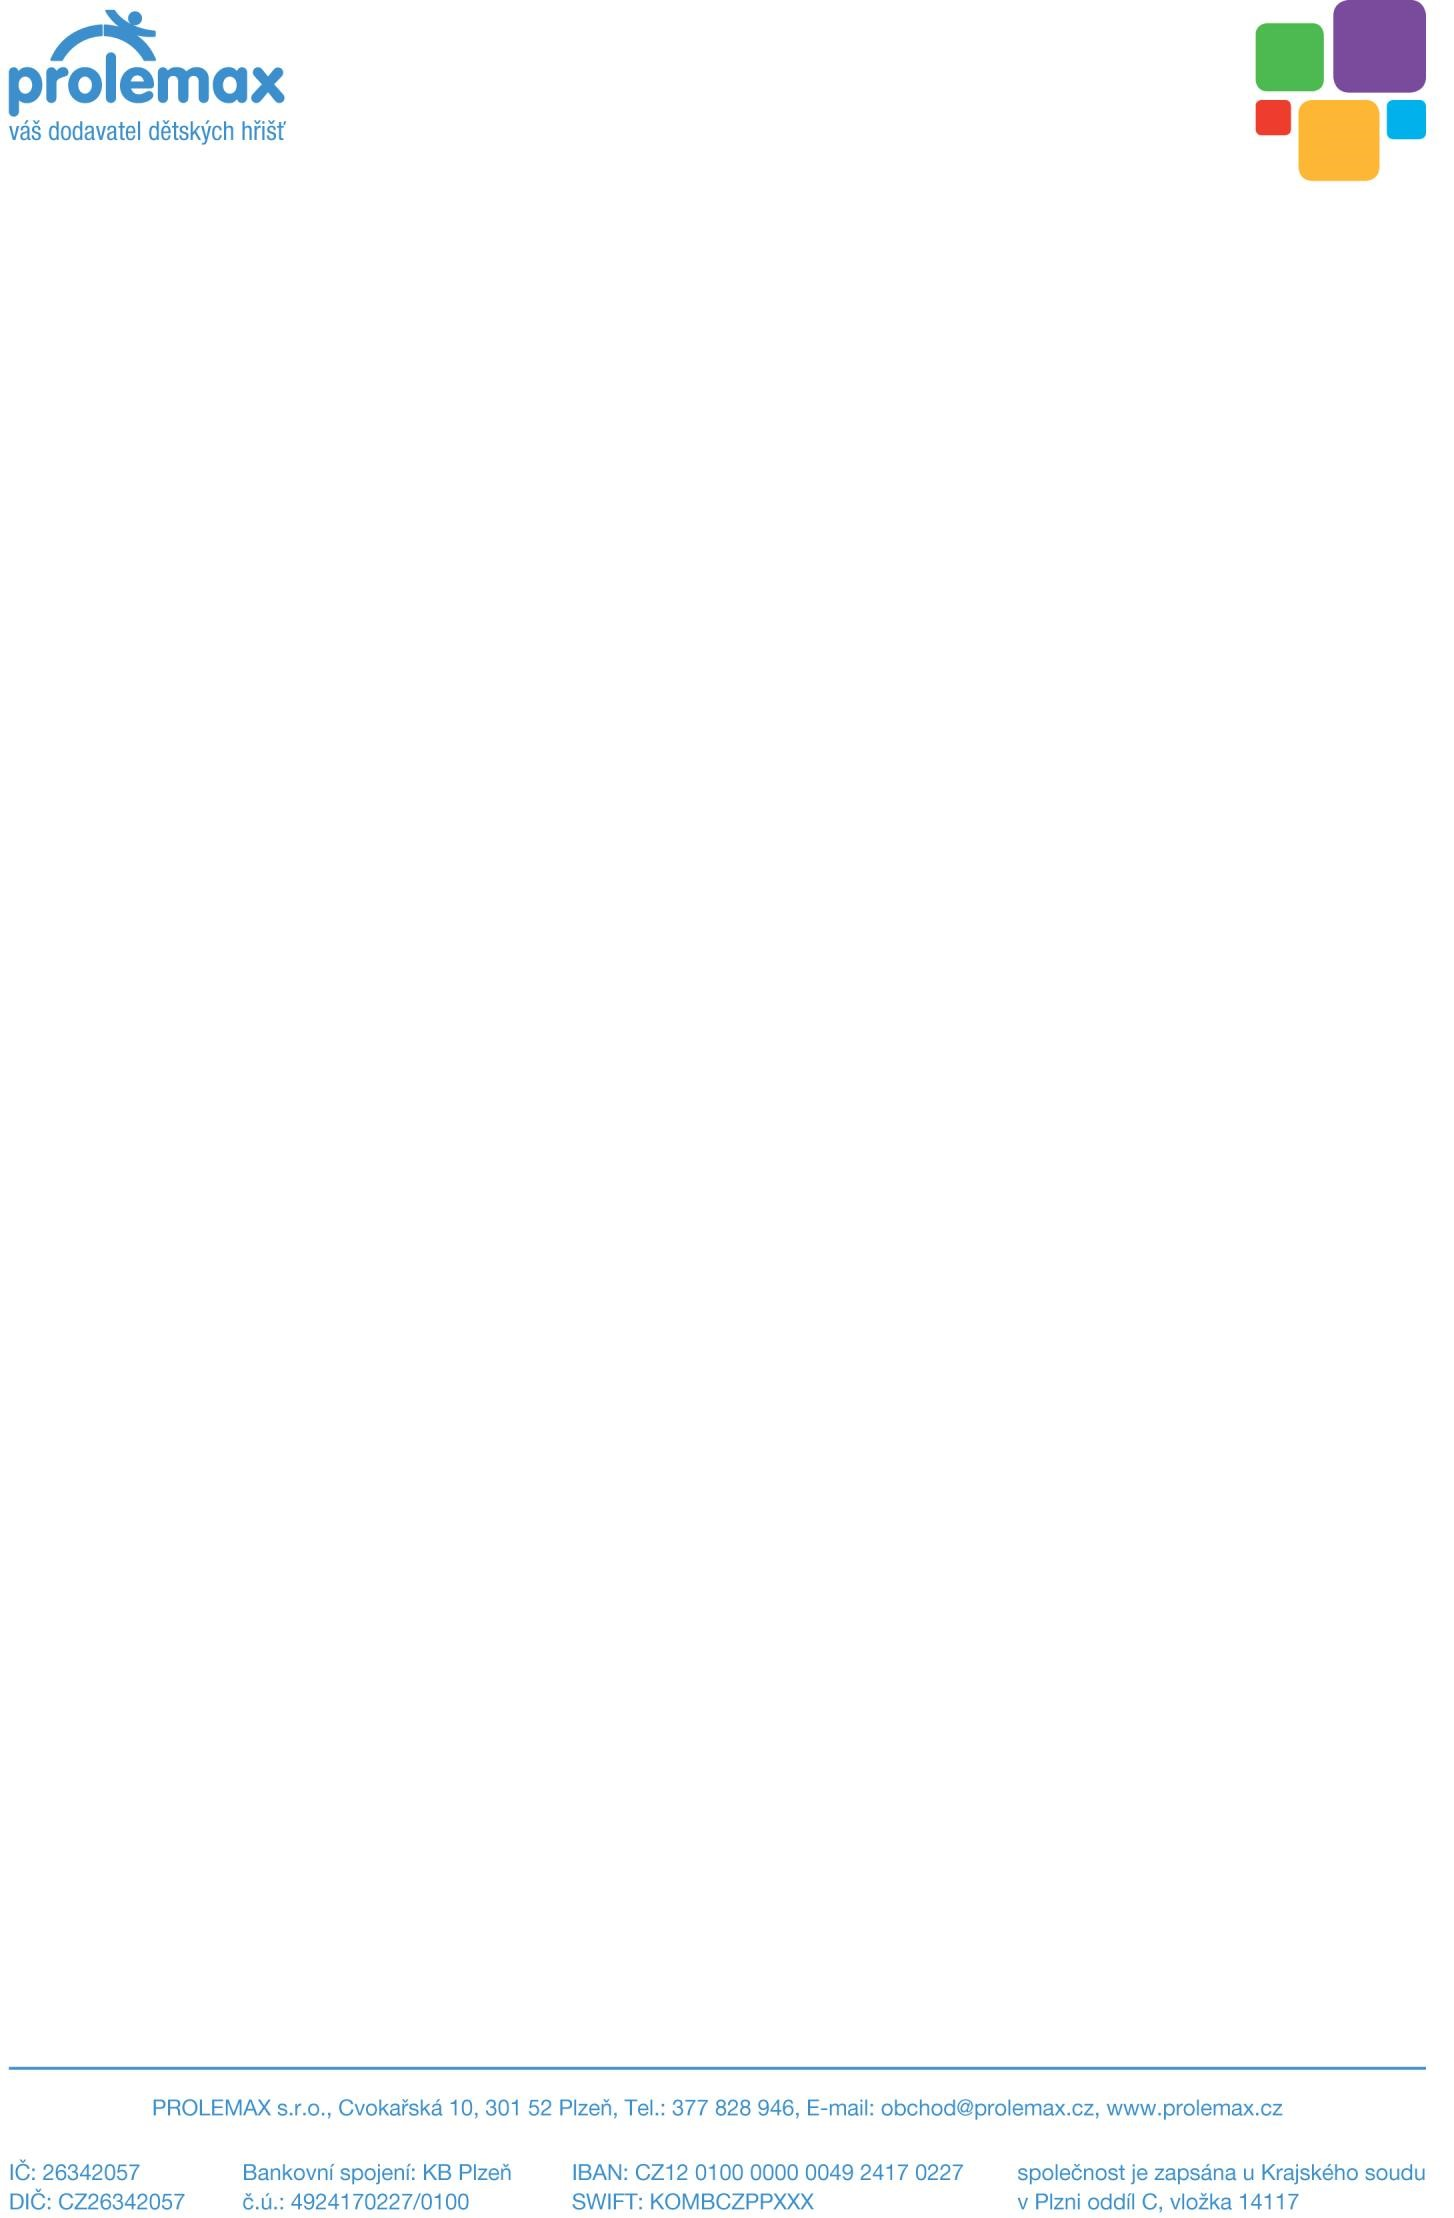 prolemax
váš dodavatel dětských hřišť
PROLEMAX s.r.o., Cvokařská 10, 301 52 Plzeň, Tel.: 377 828 946, E-mail: obchod@prolemax.cz, www.prolemax.cz
IČ: 26342057
DIČ: CZ26342057
Bankovní spojení: KB Plzeň
č.ú.: 4924170227/0100
IBAN: CZ12 0100 0000 0049 2417 0227
SWIFT: KOMBCZPPXXX
společnost je zapsána u Krajského soudu
v Plzni oddíl C, vložka 14117